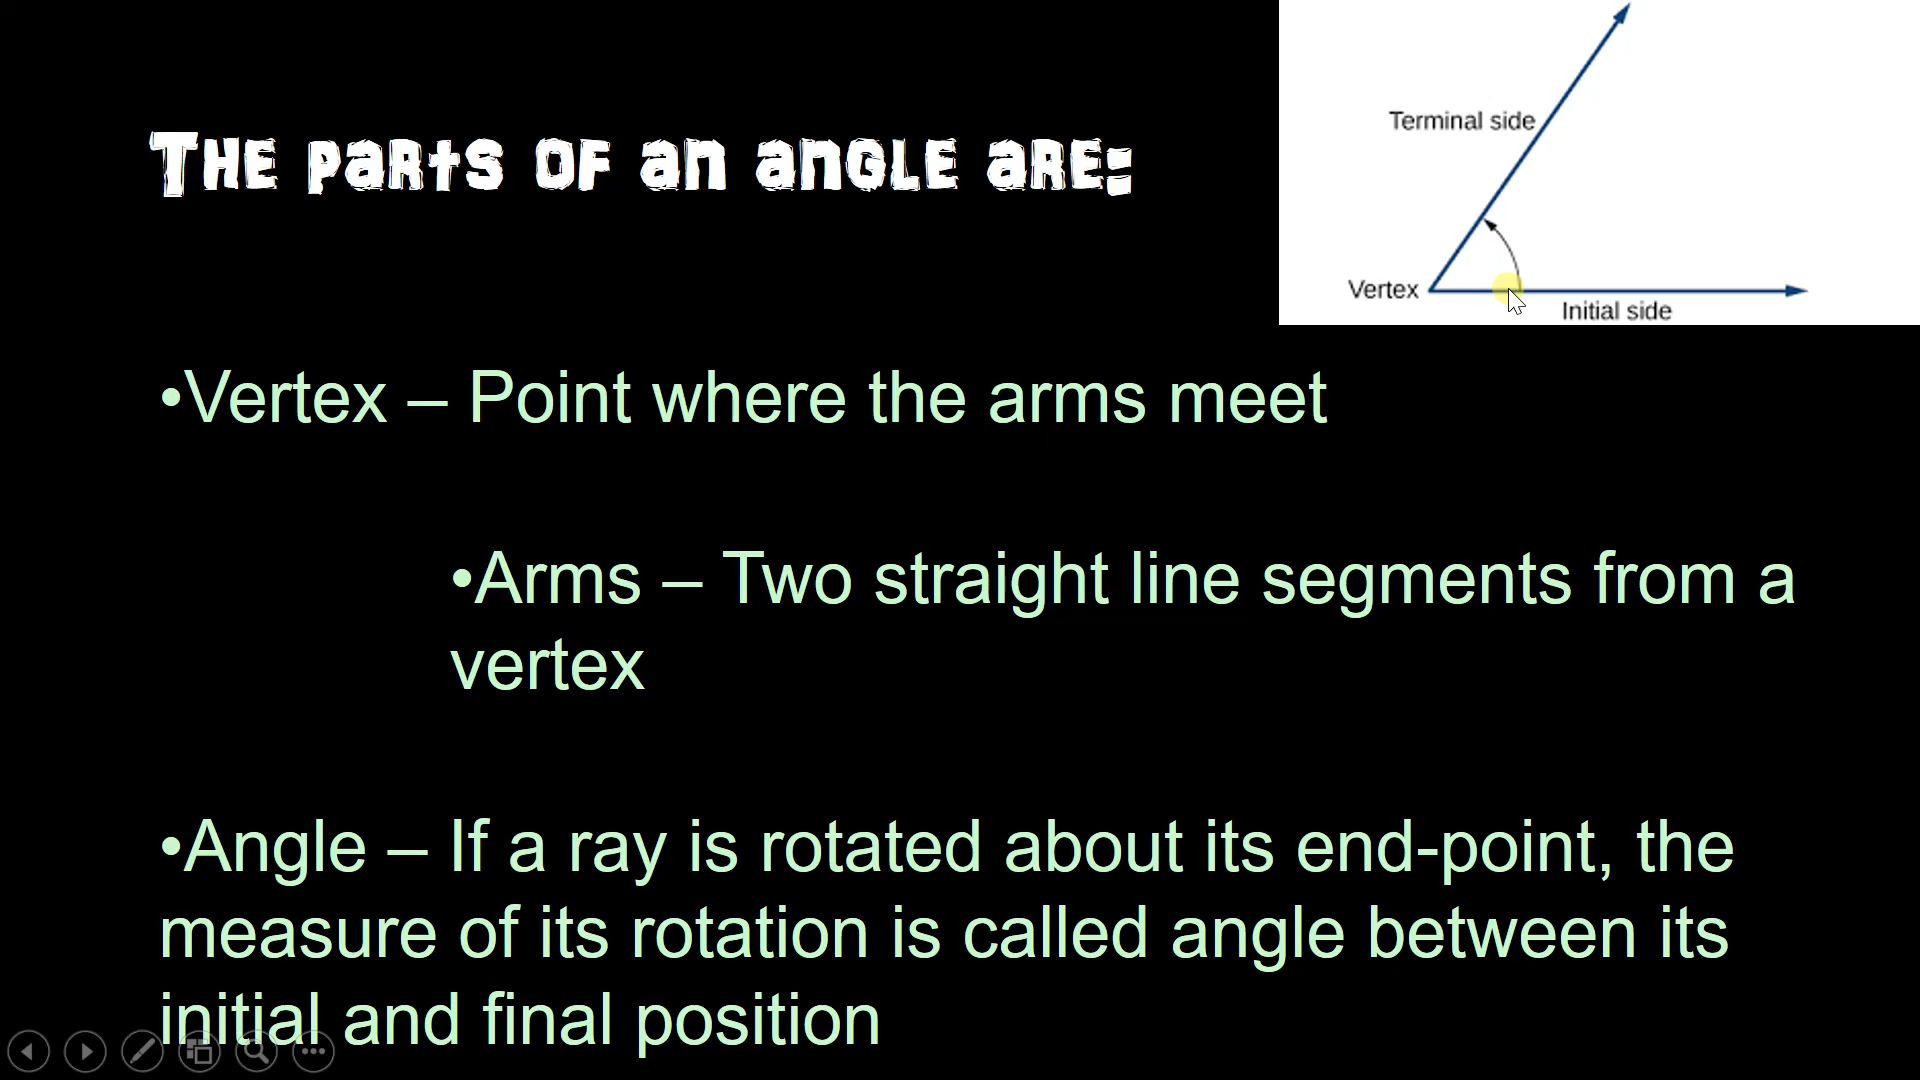 The parts of an angle are:
Terminal side
Vertex
Initial side
•Vertex – Point where the arms meet
•Arms – Two straight line segments from a
vertex
•Angle – If a ray is rotated about its end-point, the
measure of its rotation is called angle between its
initial and final position